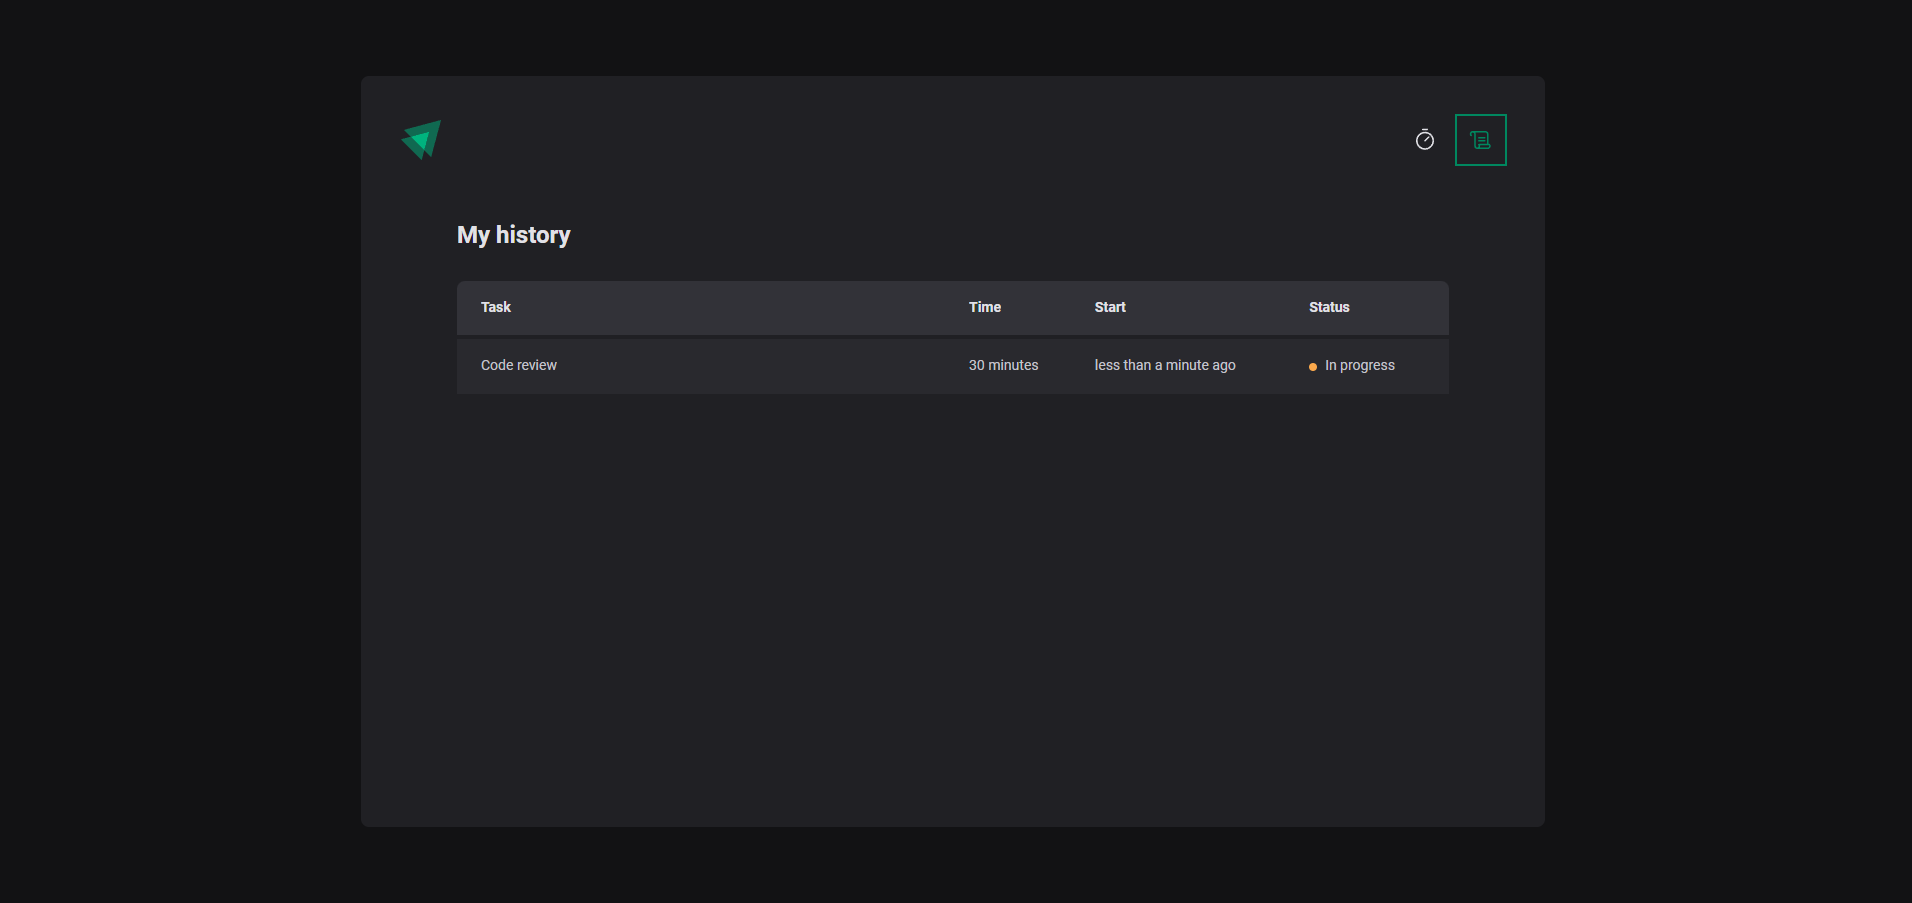 My history
Task Time Start Status
Code review 30 minutes less than a minute ago In progress